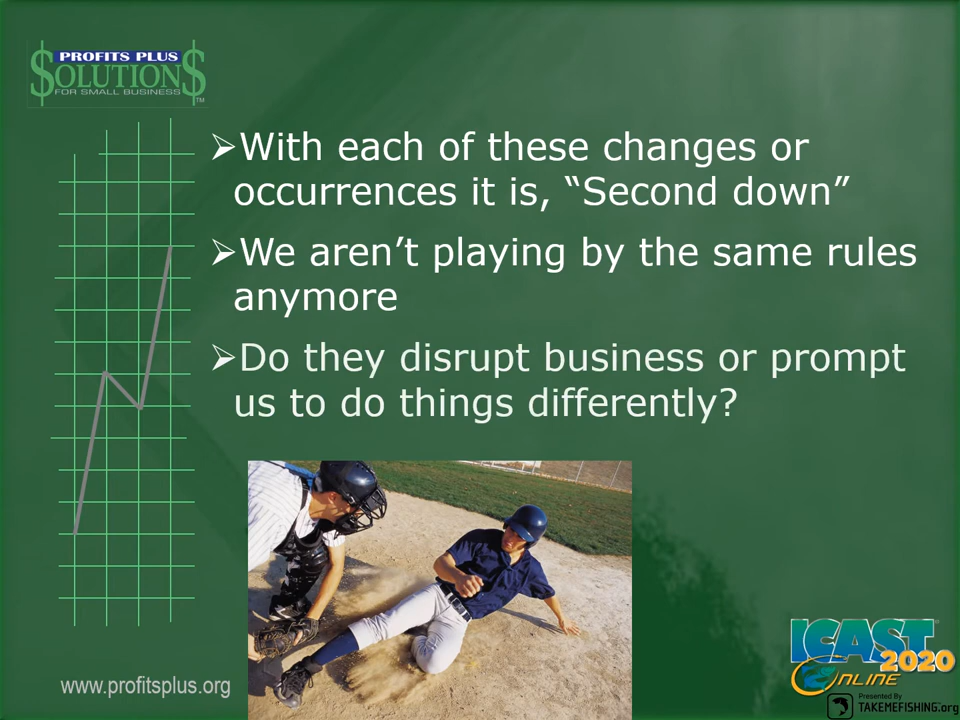 PROFITS PLUS
$OLUTION$
FOR SMALL BUSINESS TM
➢With each of these changes or
occurrences it is, “Second down”
➢We aren’t playing by the same rules
anymore
➢Do they disrupt business or prompt
us to do things differently?
www.profitsplus.org
ICAST
2020
ONLINE
Presented By
TAKEMEFISHING.org